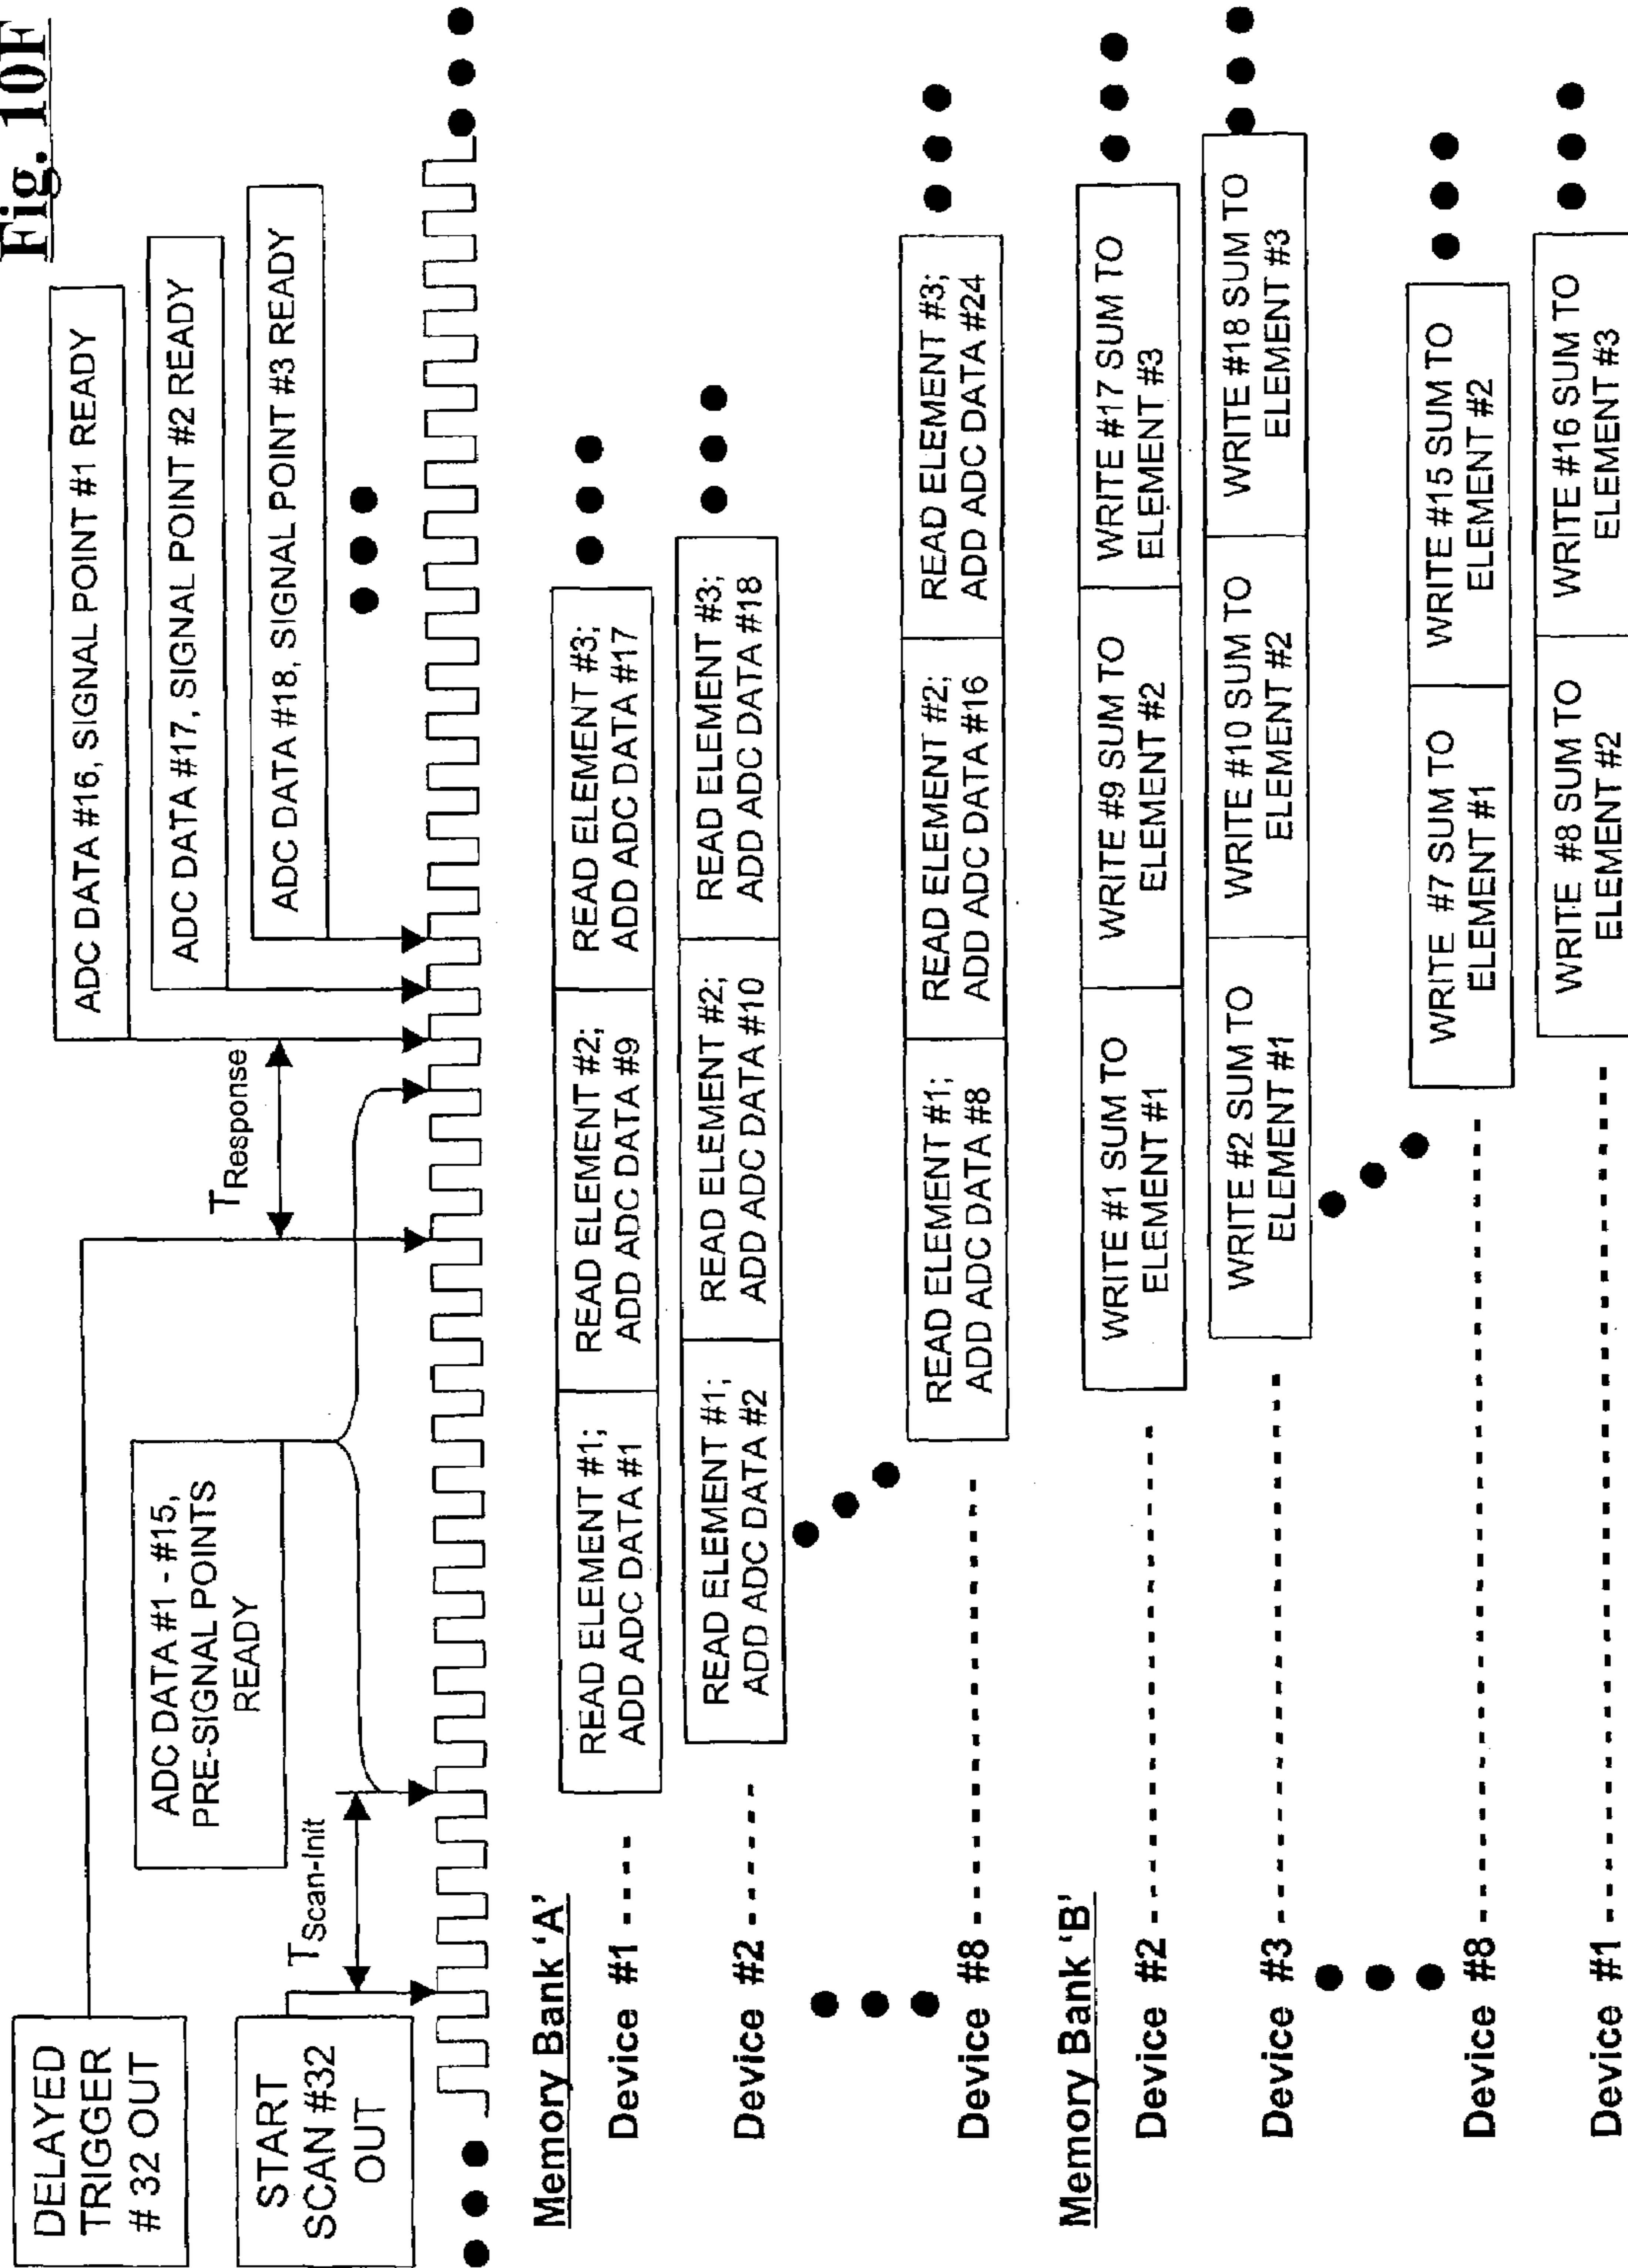 Fig. 10F
DELAYED
TRIGGER
# 32 OUT
START
SCAN #32
OUT
ADC DATA #1 - #15,
PRE-SIGNAL POINTS
READY
TScan-Init
TResponse
ADC DATA #16, SIGNAL POINT #1 READY
ADC DATA #17, SIGNAL POINT #2 READY
ADC DATA #18, SIGNAL POINT #3 READY
Memory Bank ‘A’
Device #1
READ ELEMENT #1;
ADD ADC DATA #1
READ ELEMENT #2;
ADD ADC DATA #9
READ ELEMENT #3;
ADD ADC DATA #17
Device #2
READ ELEMENT #1;
ADD ADC DATA #2
READ ELEMENT #2;
ADD ADC DATA #10
READ ELEMENT #3;
ADD ADC DATA #18
Device #8
READ ELEMENT #1;
ADD ADC DATA #8
READ ELEMENT #2;
ADD ADC DATA #16
READ ELEMENT #3;
ADD ADC DATA #24
Memory Bank ‘B’
Device #2
WRITE #1 SUM TO
ELEMENT #1
WRITE #9 SUM TO
ELEMENT #2
WRITE #17 SUM TO
ELEMENT #3
Device #3
WRITE #2 SUM TO
ELEMENT #1
WRITE #10 SUM TO
ELEMENT #2
WRITE #18 SUM TO
ELEMENT #3
Device #8
WRITE #7 SUM TO
ELEMENT #1
WRITE #15 SUM TO
ELEMENT #2
Device #1
WRITE #8 SUM TO
ELEMENT #2
WRITE #16 SUM TO
ELEMENT #3